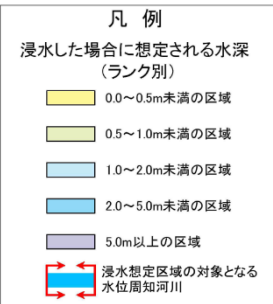 凡 例
浸水した場合に想定される水深
(ランク別)
0.0～0.5m未満の区域
0.5～1.0m未満の区域
1.0～2.0m未満の区域
2.0～5.0m未満の区域
5.0m以上の区域
浸水想定区域の対象となる
水位周知河川